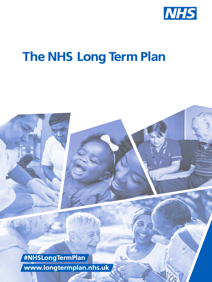 NHS
The NHS Long Term Plan
#NHSLongTermPlan
www.longtermplan.nhs.uk